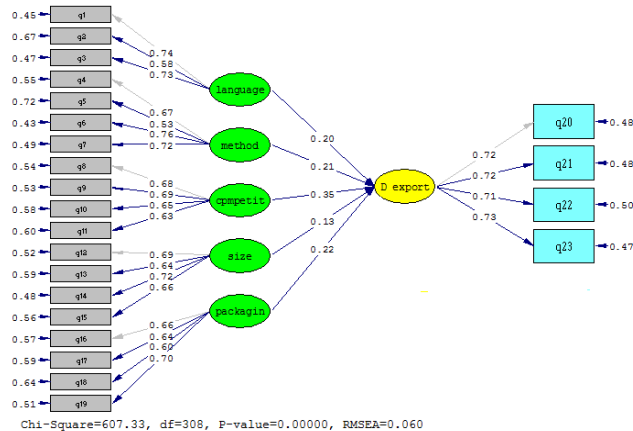 0.45 q1
0.67 q2
0.47 q3
0.55 q4
0.72 q5
0.43 q6
0.49 q7
0.54 q8
0.53 q9
0.58 q10
0.60 q11
0.52 q12
0.59 q13
0.48 q14
0.56 q15
0.57 q16
0.59 q17
0.64 q18
0.51 q19
0.74
0.58
0.73
0.67
0.53
0.76
0.72
0.68
0.69
0.65
0.63
0.69
0.64
0.72
0.66
0.66
0.64
0.60
0.70
language
method
cpmpetit
size
packagin
0.20
0.21
0.35
0.13
0.22
D export
0.72
0.72
0.71
0.73
q20 0.48
q21 0.48
q22 0.50
q23 0.47
Chi-Square=607.33, df=308, P-value=0.00000, RMSEA=0.060